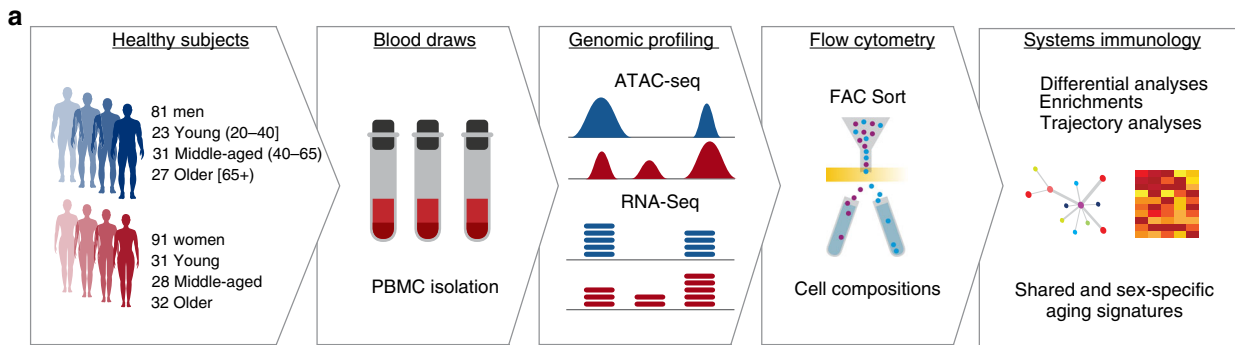 a
Healthy subjects
81 men
23 Young (20–40]
31 Middle-aged (40–65)
27 Older [65+)
91 women
31 Young
28 Middle-aged
32 Older
Blood draws
PBMC isolation
Genomic profiling
ATAC-seq
RNA-Seq
Flow cytometry
FAC Sort
Cell compositions
Systems immunology
Differential analyses
Enrichments
Trajectory analyses
Shared and sex-specific
aging signatures